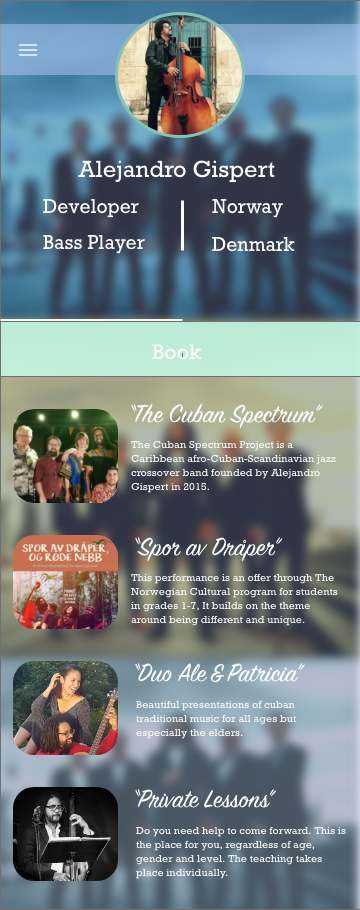 Alejandro Gispert
Developer
Bass Player
Norway
Denmark
Book
"The Cuban Spectrum"
The Cuban Spectrum Project is a
Caribbean afro-Cuban-Scandinavian jazz
crossover band founded by Alejandro
Gispert in 2015.
SPOR AV DRÅPER,
OG RØDE NEBB
"Spor av Dråper"
This performance is an offer through The
Norwegian Cultural program for students
in grades 1-7, It builds on the theme
around being different and unique.
"Duo Ale & Patricia"
Beautiful presentations of cuban
traditional music for all ages but
especially the elders.
"Private Lessons"
Do you need help to come forward. This is
the place for you, regardless of age,
gender and level. The teaching takes
place individually.